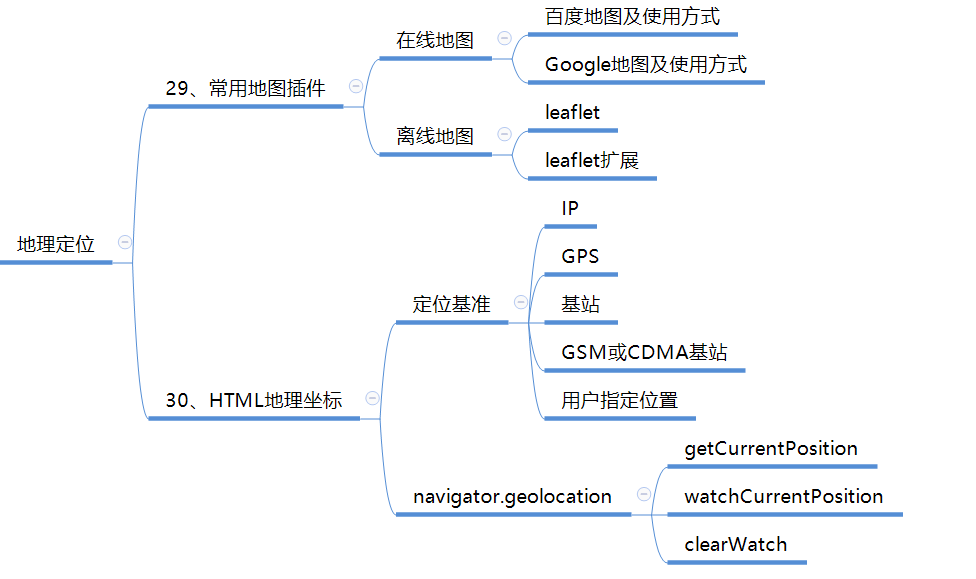 地理定位
29、常用地图插件
在线地图
百度地图及使用方式
Google地图及使用方式
离线地图
leaflet
leaflet扩展
30、HTML地理坐标
定位基准
IP
GPS
基站
GSM或CDMA基站
用户指定位置
navigator.geolocation
getCurrentPosition
watchCurrentPosition
clearWatch